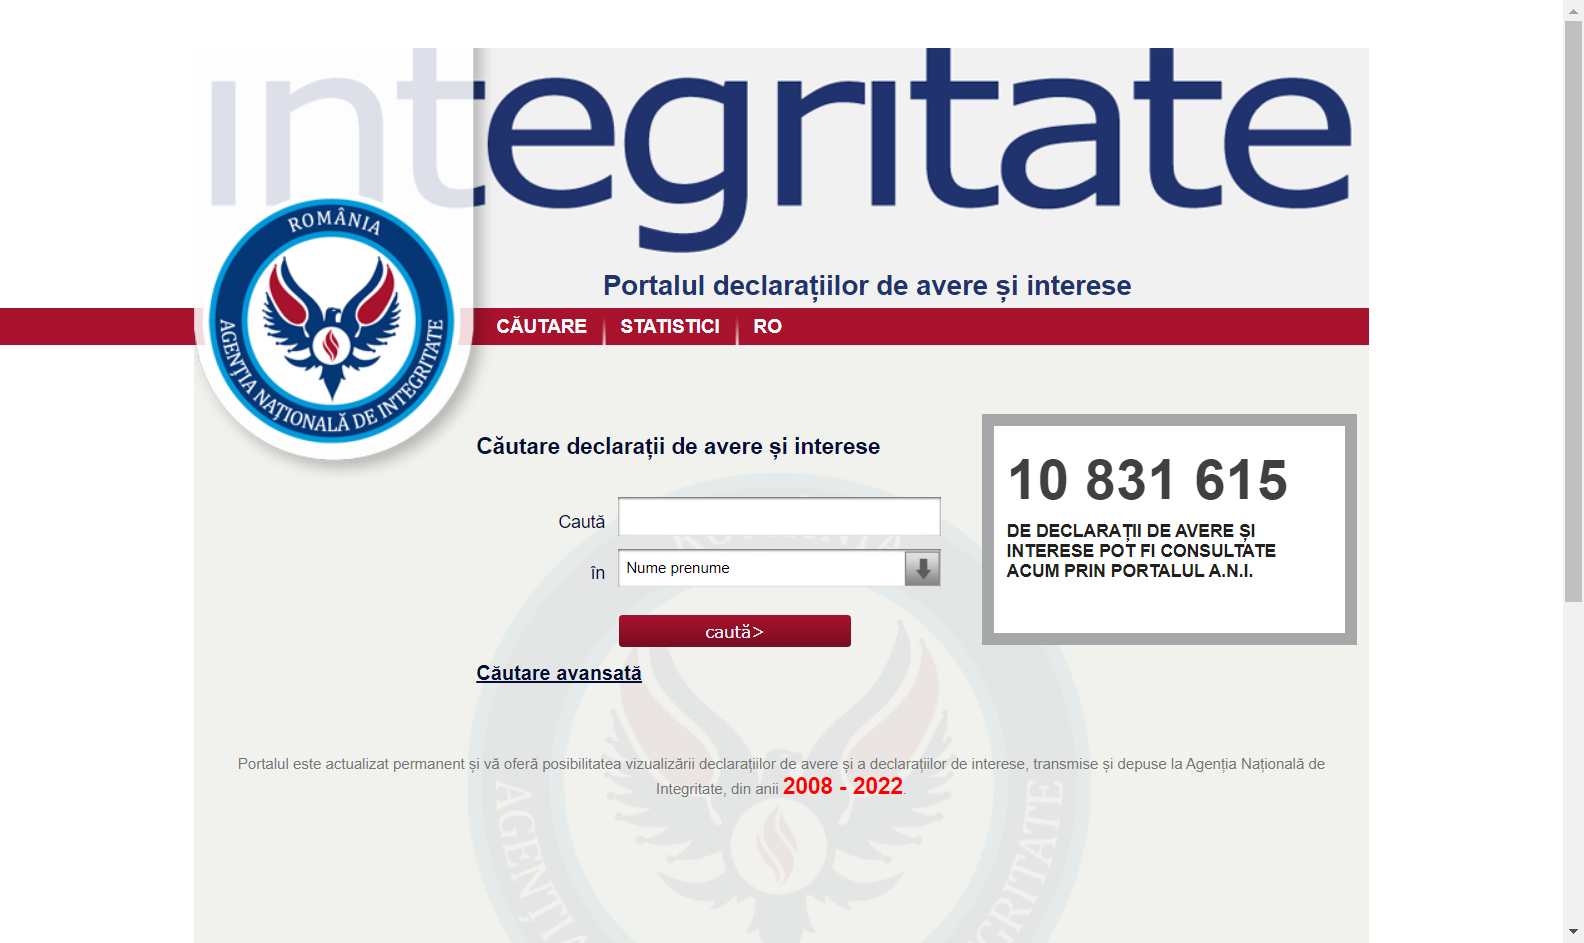 integritate
ROMÂNIA
AGENȚIA NAȚIONALĂ DE INTEGRITATE
Portalul declarațiilor de avere și interese
CĂUTARE
STATISTICI
RO
Căutare declarații de avere și interese
Caută
în
Nume prenume
caută>
Căutare avansată
10 831 615
DE DECLARAȚII DE AVERE ȘI
INTERESE POT FI CONSULTATE
ACUM PRIN PORTALUL A.N.I.
Portalul este actualizat permanent și vă oferă posibilitatea vizualizării declarațiilor de avere și a declarațiilor de interese, transmise și depuse la Agenția Națională de
Integritate, din anii 2008 - 2022.